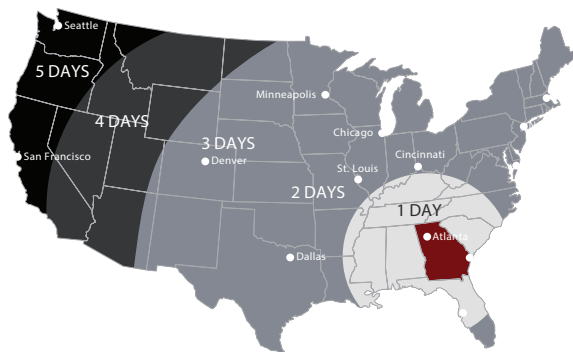 Seattle
5 DAYS
Minneapolis
4 DAYS
Chicago
3 DAYS
San Francisco
Denver
Cincinnati
St. Louis
2 DAYS
1 DAY
Atlanta
Dallas